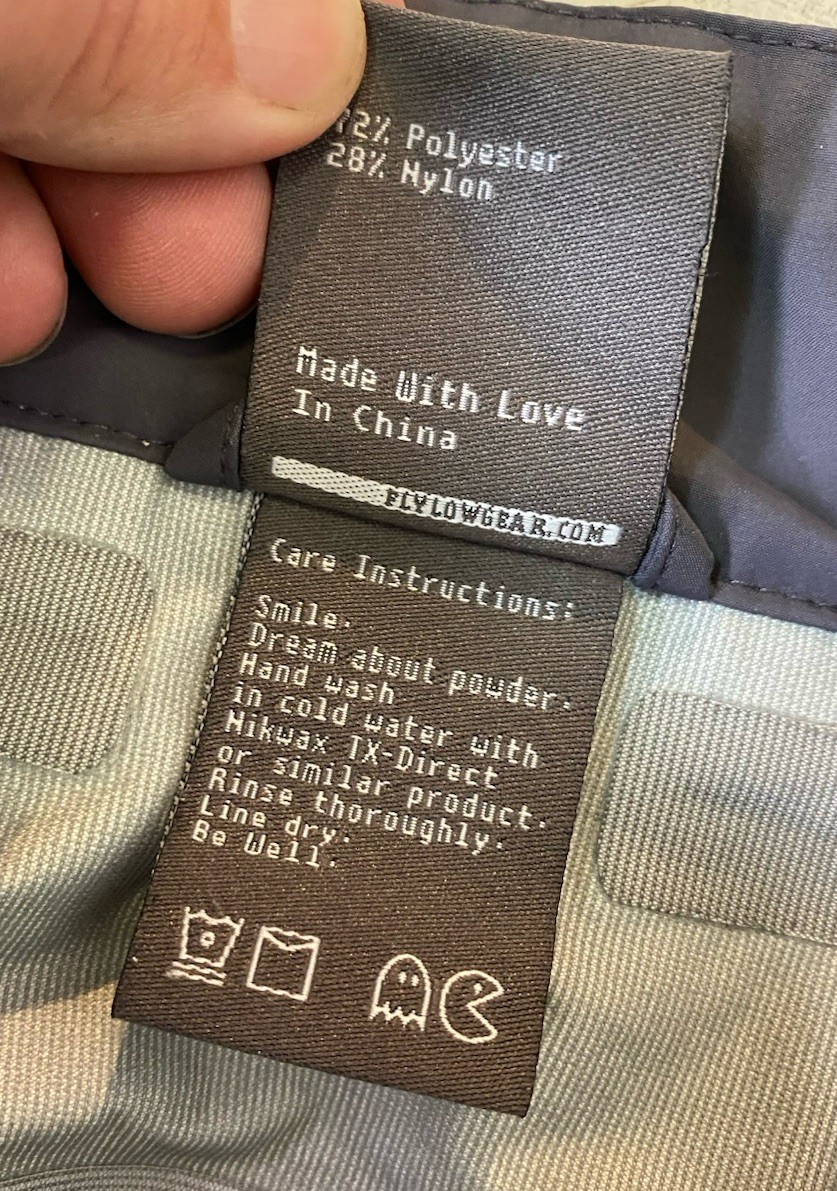 72% Polyester
28% Nylon
Made With Love
In China
FLYLOWGEAR.COM
Care Instructions:
Smile.
Dream about powder.
Hand wash
in cold water with
Nikwax TX-Direct
or similar product.
Rinse thoroughly.
Line dry.
Be Well.